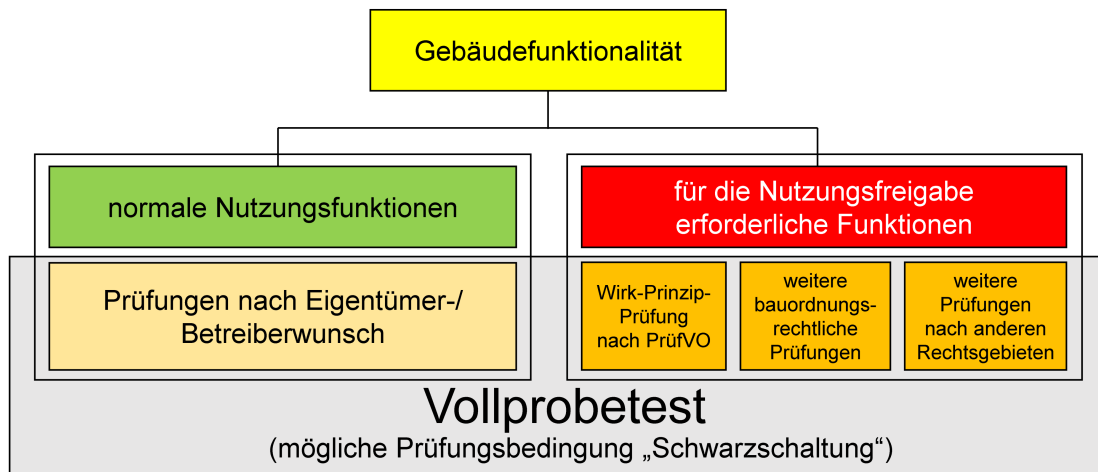 Gebäudefunktionalität
normale Nutzungsfunktionen
für die Nutzungsfreigabe
erforderliche Funktionen
Prüfungen nach Eigentümer-/
Betreiberwunsch
Wirk-Prinzip-
Prüfung
nach PrüfVO
weitere
bauordnungs-
rechtliche
Prüfungen
weitere
Prüfungen
nach anderen
Rechtsgebieten
Vollprobetest
(mögliche Prüfungsbedingung „Schwarzschaltung“)